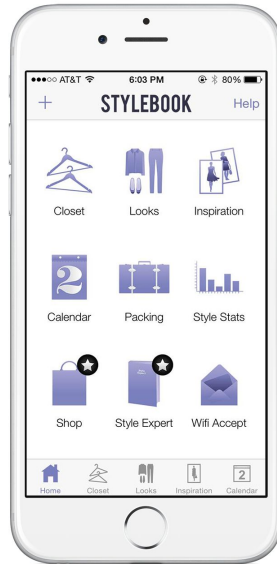 ●●●○○ AT&T 6:03 PM 80%
+ STYLEBOOK Help
Closet Looks Inspiration
2
Calendar Packing Style Stats
Shop Style Expert Wifi Accept
2
Home Closet Looks Inspiration Calendar